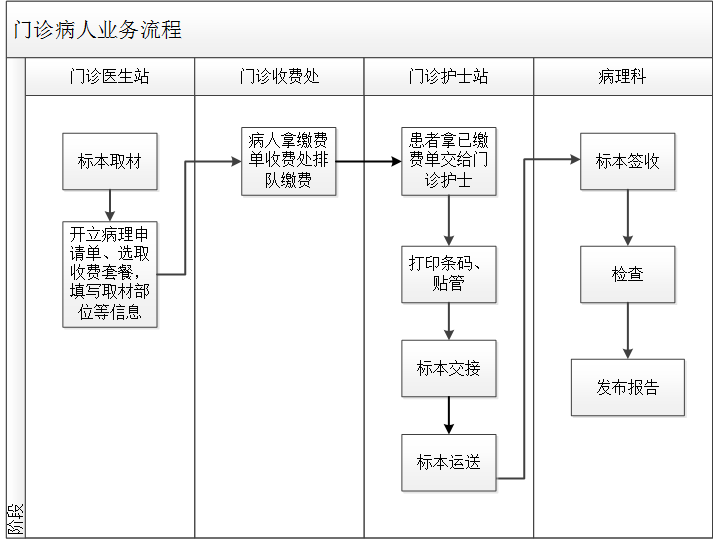 门诊病人业务流程
门诊医生站
门诊收费处
门诊护士站
病理科
标本取材
开立病理申
请单、选取
收费套餐，
填写取材部
位等信息
病人拿缴费
单收费处排
队缴费
患者拿已缴
费单交给门
诊护士
打印条码、
贴管
标本交接
标本运送
标本签收
检查
发布报告
阶段